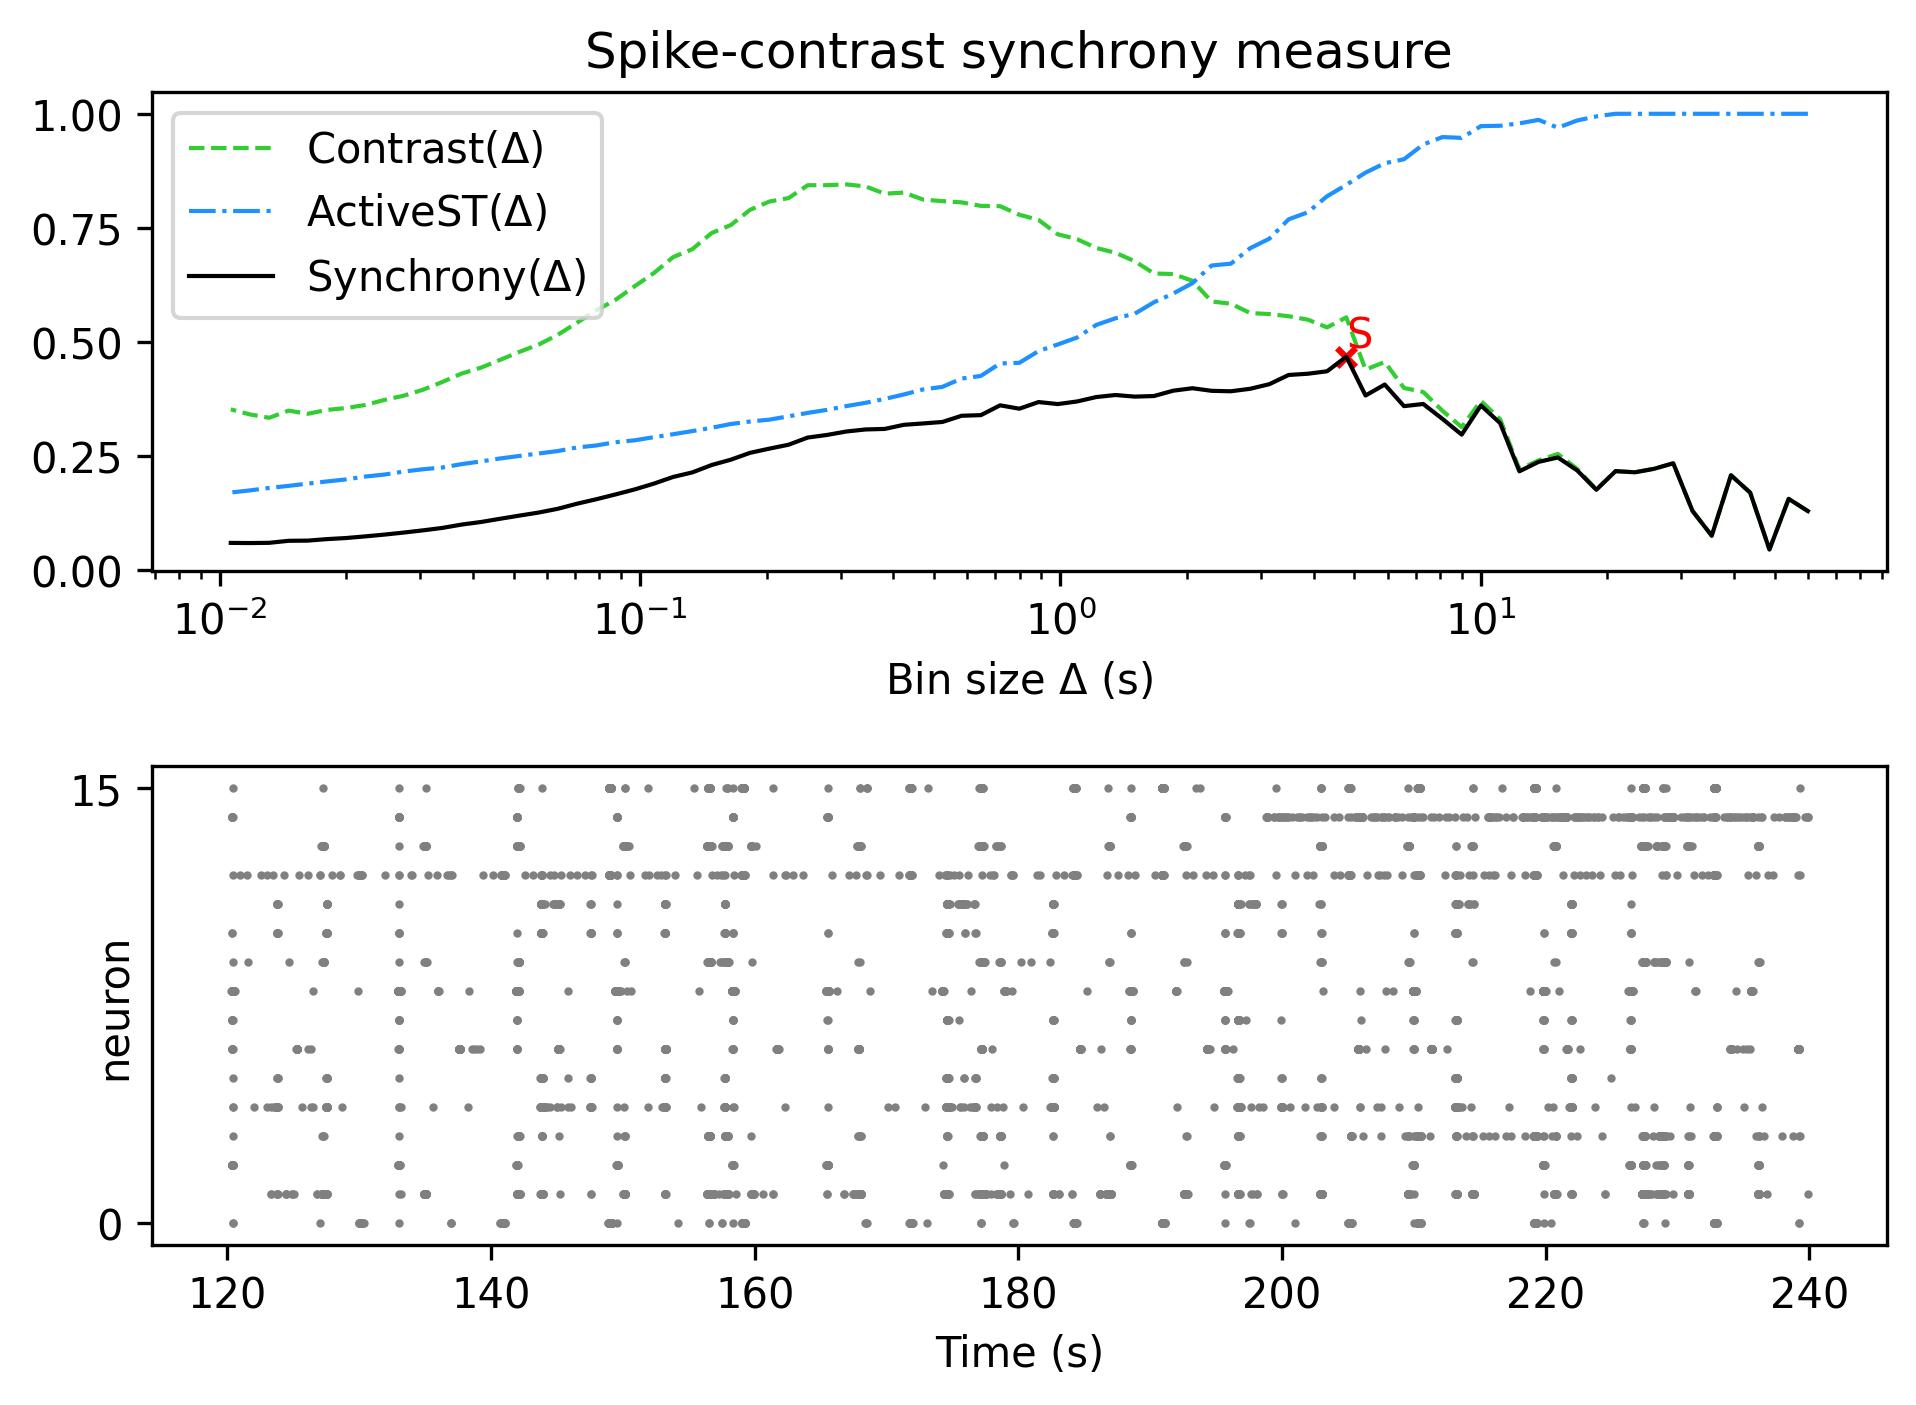 Spike-contrast synchrony measure
1.00
0.75
0.50
0.25
0.00
Contrast(Δ)
ActiveST(Δ)
Synchrony(Δ)
S
10⁻² 10⁻¹ 10⁰ 10¹
Bin size Δ (s)
15
0
neuron
120 140 160 180 200 220 240
Time (s)